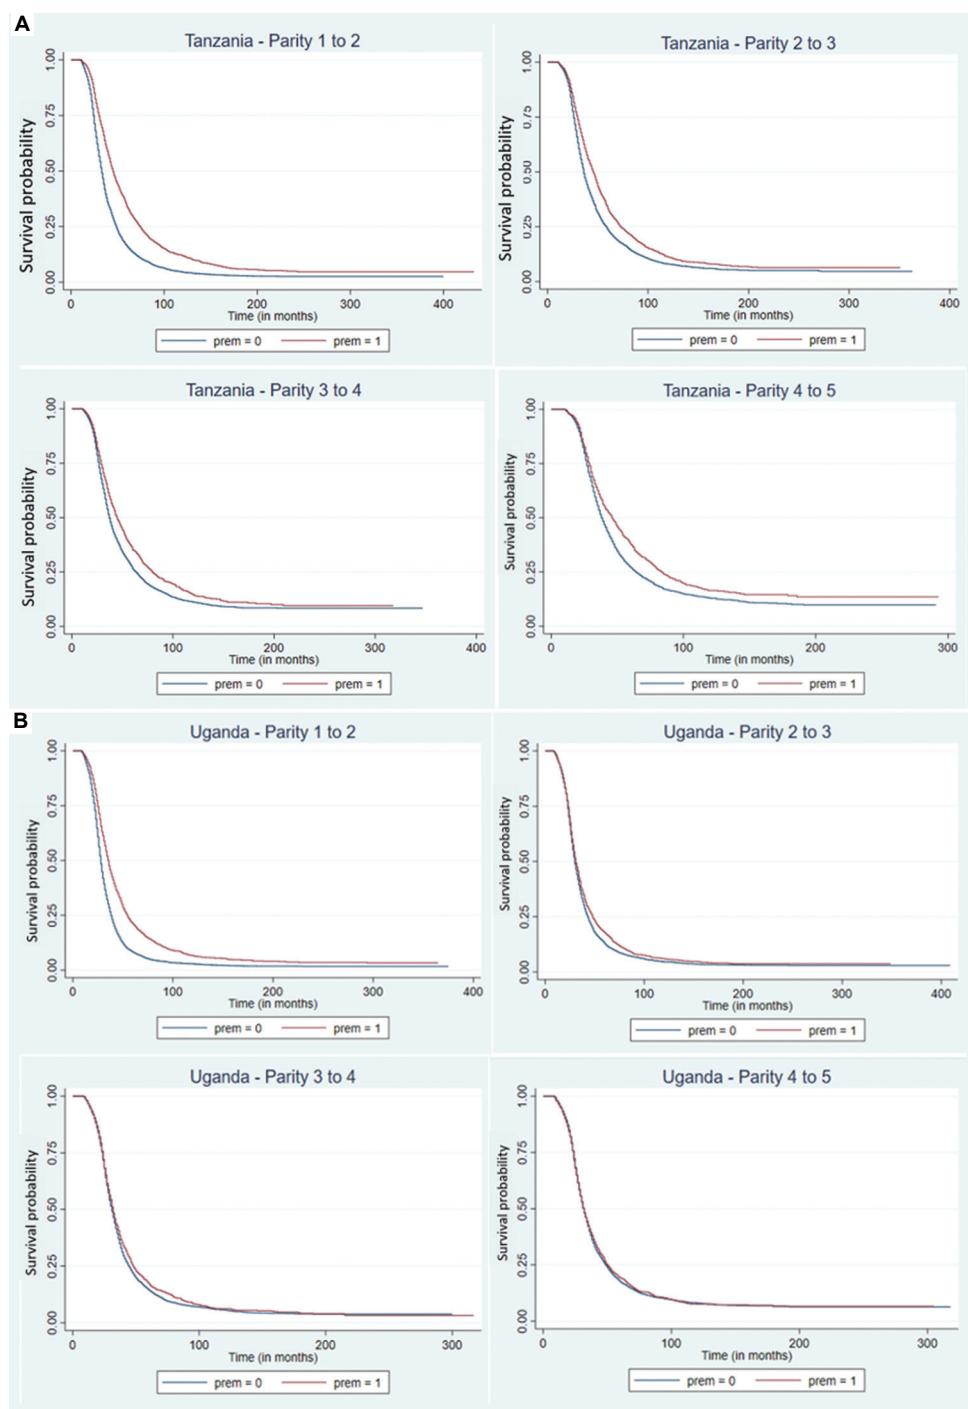 A
Tanzania - Parity 1 to 2
Survival probability
1.00
0.75
0.50
0.25
0.00
0 100 200 300 400
Time (in months)
prem = 0 prem = 1
Tanzania - Parity 2 to 3
Survival probability
1.00
0.75
0.50
0.25
0.00
0 100 200 300 400
Time (in months)
prem = 0 prem = 1
Tanzania - Parity 3 to 4
Survival probability
1.00
0.75
0.50
0.25
0.00
0 100 200 300 400
Time (in months)
prem = 0 prem = 1
Tanzania - Parity 4 to 5
Survival probability
1.00
0.75
0.50
0.25
0.00
0 100 200 300
Time (in months)
prem = 0 prem = 1
B
Uganda - Parity 1 to 2
Survival probability
1.00
0.75
0.50
0.25
0.00
0 100 200 300 400
Time (in months)
prem = 0 prem = 1
Uganda - Parity 2 to 3
Survival probability
1.00
0.75
0.50
0.25
0.00
0 100 200 300 400
Time (in months)
prem = 0 prem = 1
Uganda - Parity 3 to 4
Survival probability
1.00
0.75
0.50
0.25
0.00
0 100 200 300
Time (in months)
prem = 0 prem = 1
Uganda - Parity 4 to 5
Survival probability
1.00
0.75
0.50
0.25
0.00
0 100 200 300
Time (in months)
prem = 0 prem = 1